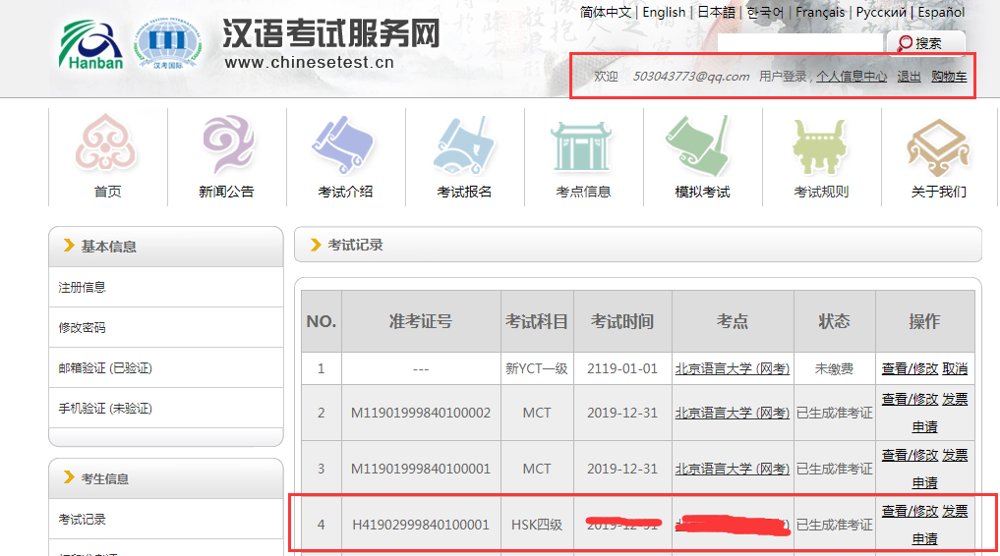 简体中文 | English | 日本語 | 한국어 | Français | Русский | Español
Hanban
汉考国际
汉语考试服务网
www.chinesetest.cn
搜索
欢迎 503043773@qq.com 用户登录 , 个人信息中心 退出 购物车
首页 新闻公告 考试介绍 考试报名 考点信息 模拟考试 考试规则 关于我们
基本信息
注册信息
修改密码
邮箱验证 (已验证)
手机验证 (未验证)
考生信息
考试记录
考试记录
NO. 准考证号 考试科目 考试时间 考点 状态 操作
1 --- 新YCT一级 2119-01-01 北京语言大学 (网考) 未缴费 查看/修改 取消
2 M11901999840100002 MCT 2019-12-31 北京语言大学 (网考) 已生成准考证 查看/修改 发票
申请
3 M11901999840100001 MCT 2019-12-31 北京语言大学 (网考) 已生成准考证 查看/修改 发票
申请
4 H41902999840100001 HSK四级 2019-12-31 已生成准考证 查看/修改 发票
申请